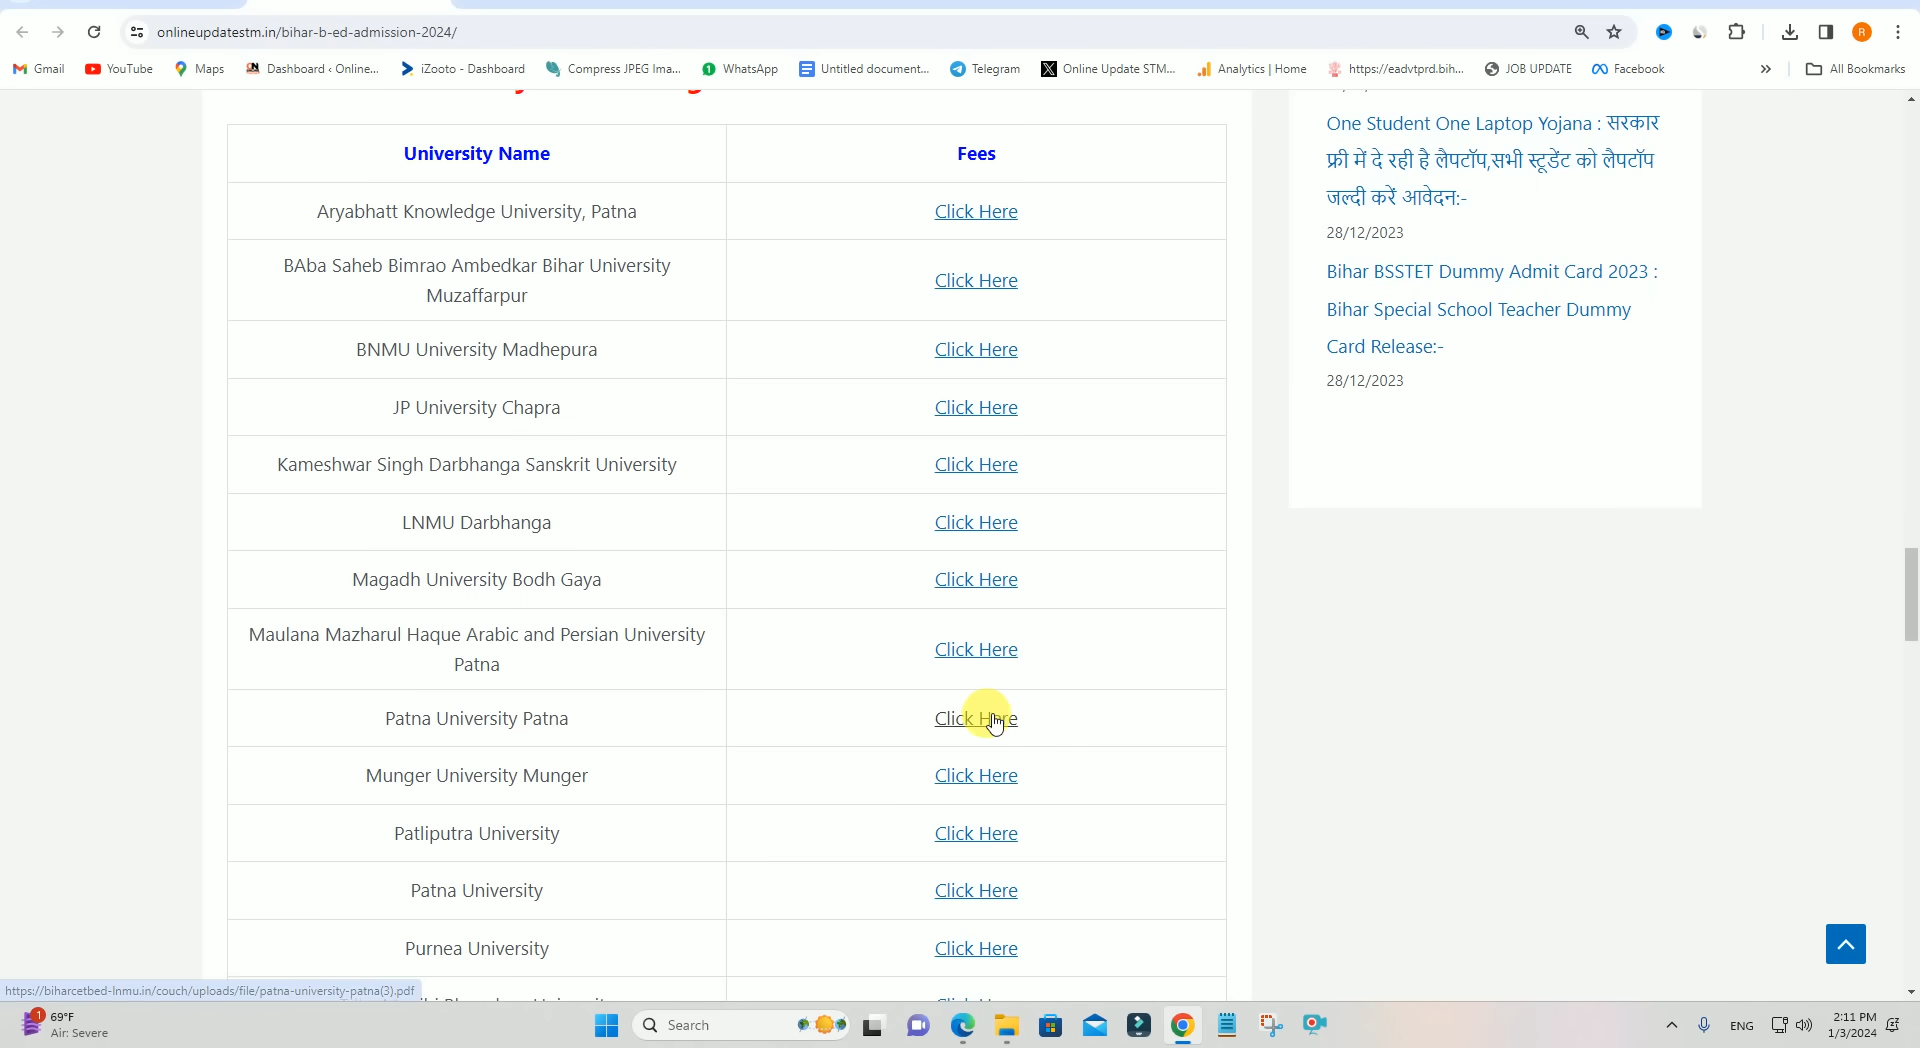 onlineupdatestm.in/bihar-b-ed-admission-2024/
R
Gmail YouTube Maps Dashboard ‹ Online... iZooto - Dashboard Compress JPEG Ima... WhatsApp Untitled document... Telegram Online Update STM... Analytics | Home https://eadvtprd.bih... JOB UPDATE Facebook » All Bookmarks
University Name Fees
Aryabhatt Knowledge University, Patna Click Here
BAba Saheb Bimrao Ambedkar Bihar University
Muzaffarpur Click Here
BNMU University Madhepura Click Here
JP University Chapra Click Here
Kameshwar Singh Darbhanga Sanskrit University Click Here
LNMU Darbhanga Click Here
Magadh University Bodh Gaya Click Here
Maulana Mazharul Haque Arabic and Persian University
Patna Click Here
Patna University Patna Click Here
Munger University Munger Click Here
Patliputra University Click Here
Patna University Click Here
Purnea University Click Here
One Student One Laptop Yojana : सरकार
फ्री में दे रही है लैपटॉप,सभी स्टूडेंट को लैपटॉप
जल्दी करें आवेदन:-
28/12/2023
Bihar BSSTET Dummy Admit Card 2023 :
Bihar Special School Teacher Dummy
Card Release:-
28/12/2023
https://biharcetbed-lnmu.in/couch/uploads/file/patna-university-patna(3).pdf
1
69°F
Air: Severe
Search
ENG
2:11 PM
1/3/2024